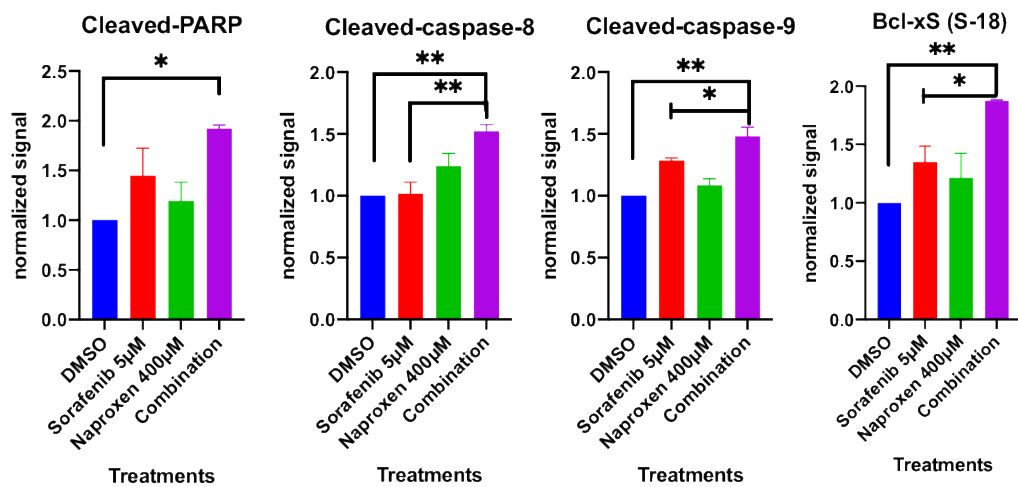 Cleaved-PARP
*
2.5
2.0
1.5
1.0
0.5
0.0
normalized signal
DMSO
Sorafenib 5µM
Naproxen 400µM
Combination
Treatments
Cleaved-caspase-8
**
**
2.0
1.5
1.0
0.5
0.0
normalized signal
DMSO
Sorafenib 5µM
Naproxen 400µM
Combination
Treatments
Cleaved-caspase-9
**
*
2.0
1.5
1.0
0.5
0.0
normalized signal
DMSO
Sorafenib 5µM
Naproxen 400µM
Combination
Treatments
Bcl-xS (S-18)
**
*
2.0
1.5
1.0
0.5
0.0
normalized signal
DMSO
Sorafenib 5µM
Naproxen 400µM
Combination
Treatments